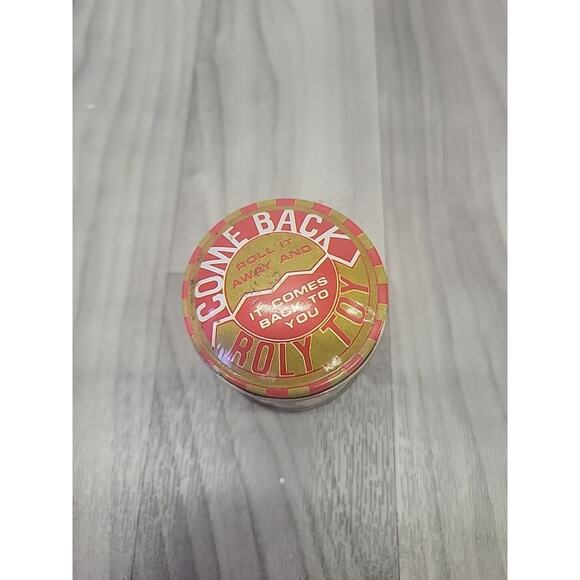 COME BACK
ROLL IT
AWAY AND
IT COMES
BACK TO
YOU
ROLY TOY